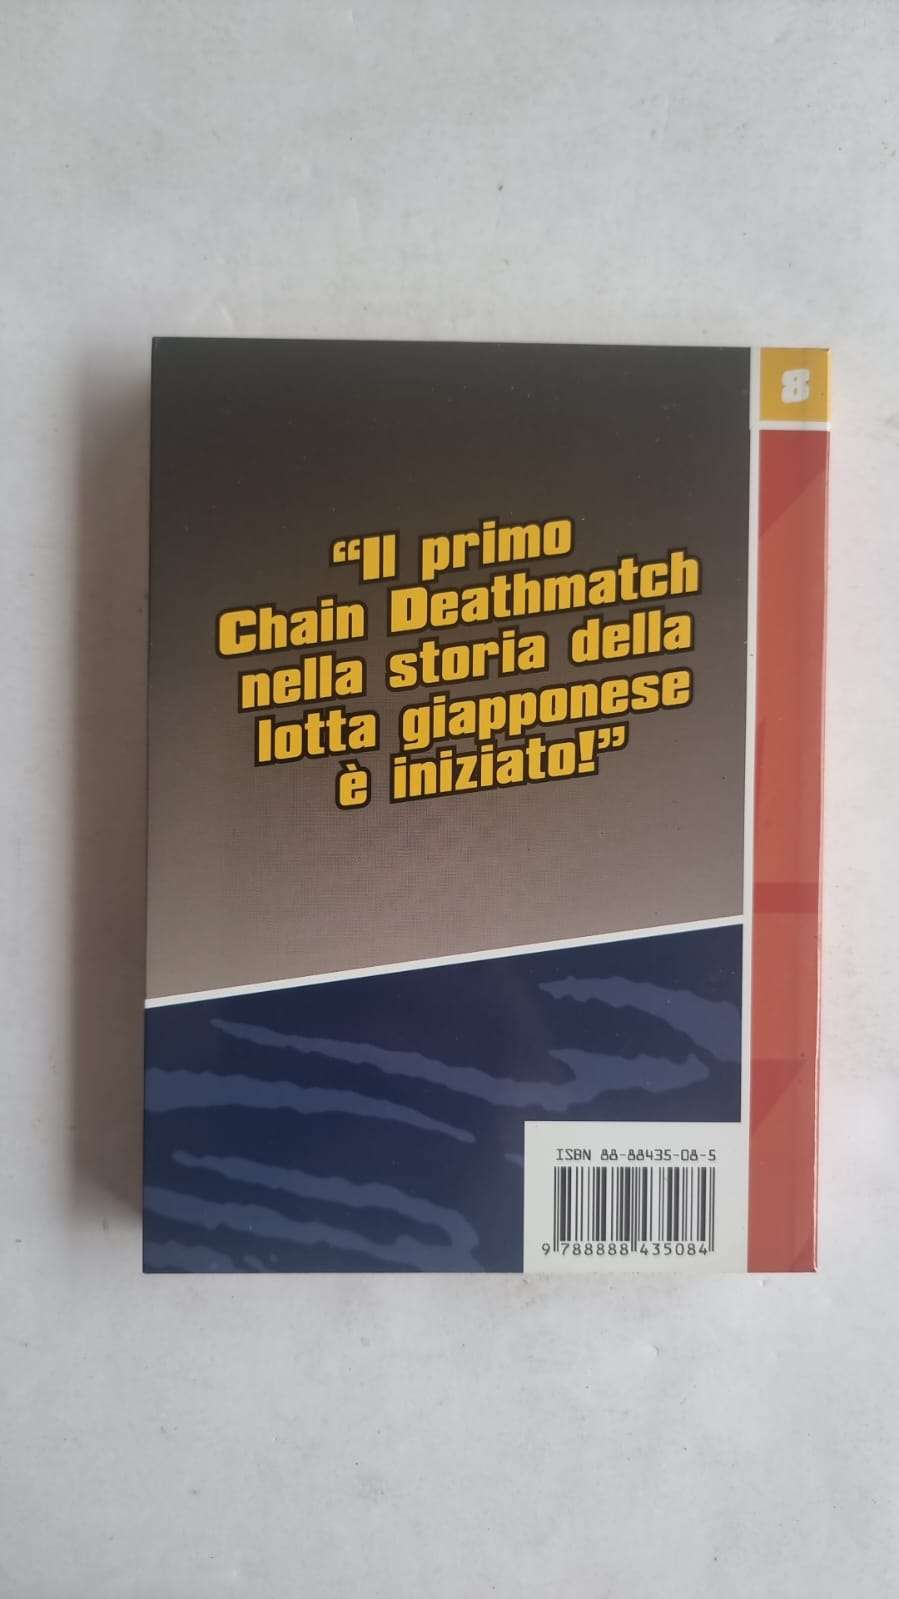 8
“Il primo
Chain Deathmatch
nella storia della
lotta giapponese
è iniziato!”
ISBN 88-88435-08-5
9 788888 435084